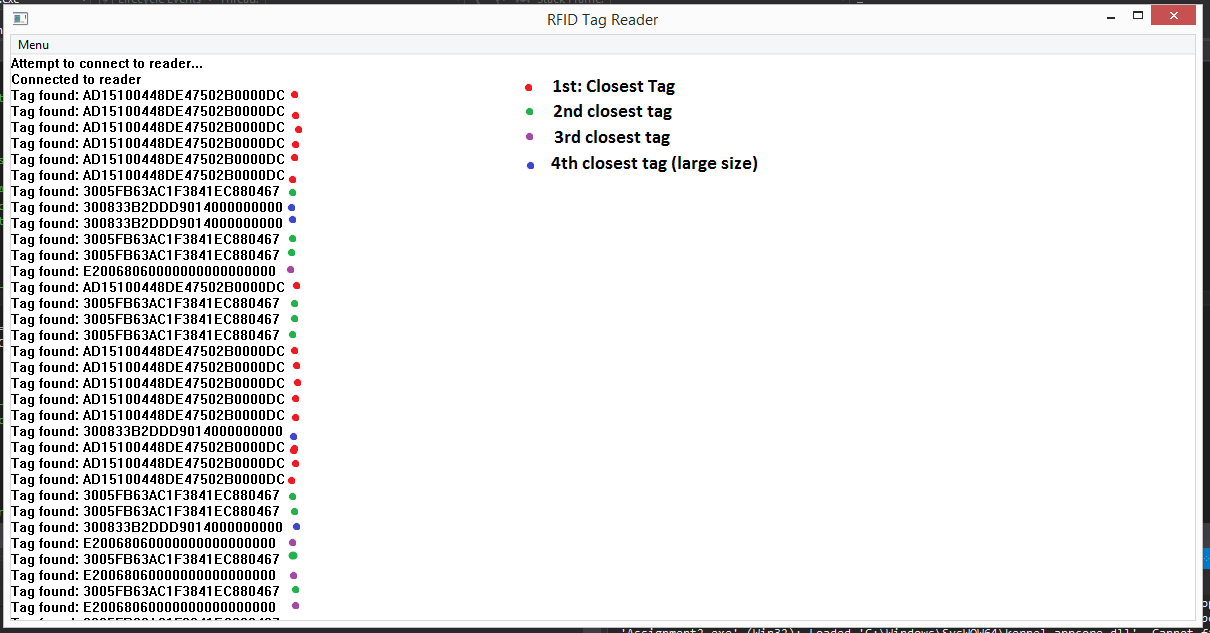 RFID Tag Reader
Menu
Attempt to connect to reader...
Connected to reader
Tag found: AD15100448DE47502B0000DC
Tag found: AD15100448DE47502B0000DC
Tag found: AD15100448DE47502B0000DC
Tag found: AD15100448DE47502B0000DC
Tag found: AD15100448DE47502B0000DC
Tag found: AD15100448DE47502B0000DC
Tag found: 3005FB63AC1F3841EC880467
Tag found: 300833B2DDD9014000000000
Tag found: 300833B2DDD9014000000000
Tag found: 3005FB63AC1F3841EC880467
Tag found: 3005FB63AC1F3841EC880467
Tag found: E20068060000000000000000
Tag found: AD15100448DE47502B0000DC
Tag found: 3005FB63AC1F3841EC880467
Tag found: 3005FB63AC1F3841EC880467
Tag found: 3005FB63AC1F3841EC880467
Tag found: AD15100448DE47502B0000DC
Tag found: AD15100448DE47502B0000DC
Tag found: AD15100448DE47502B0000DC
Tag found: AD15100448DE47502B0000DC
Tag found: AD15100448DE47502B0000DC
Tag found: 300833B2DDD9014000000000
Tag found: AD15100448DE47502B0000DC
Tag found: AD15100448DE47502B0000DC
Tag found: AD15100448DE47502B0000DC
Tag found: 3005FB63AC1F3841EC880467
Tag found: 3005FB63AC1F3841EC880467
Tag found: 300833B2DDD9014000000000
Tag found: E20068060000000000000000
Tag found: 3005FB63AC1F3841EC880467
Tag found: E20068060000000000000000
Tag found: 3005FB63AC1F3841EC880467
Tag found: E20068060000000000000000
1st: Closest Tag
2nd closest tag
3rd closest tag
4th closest tag (large size)